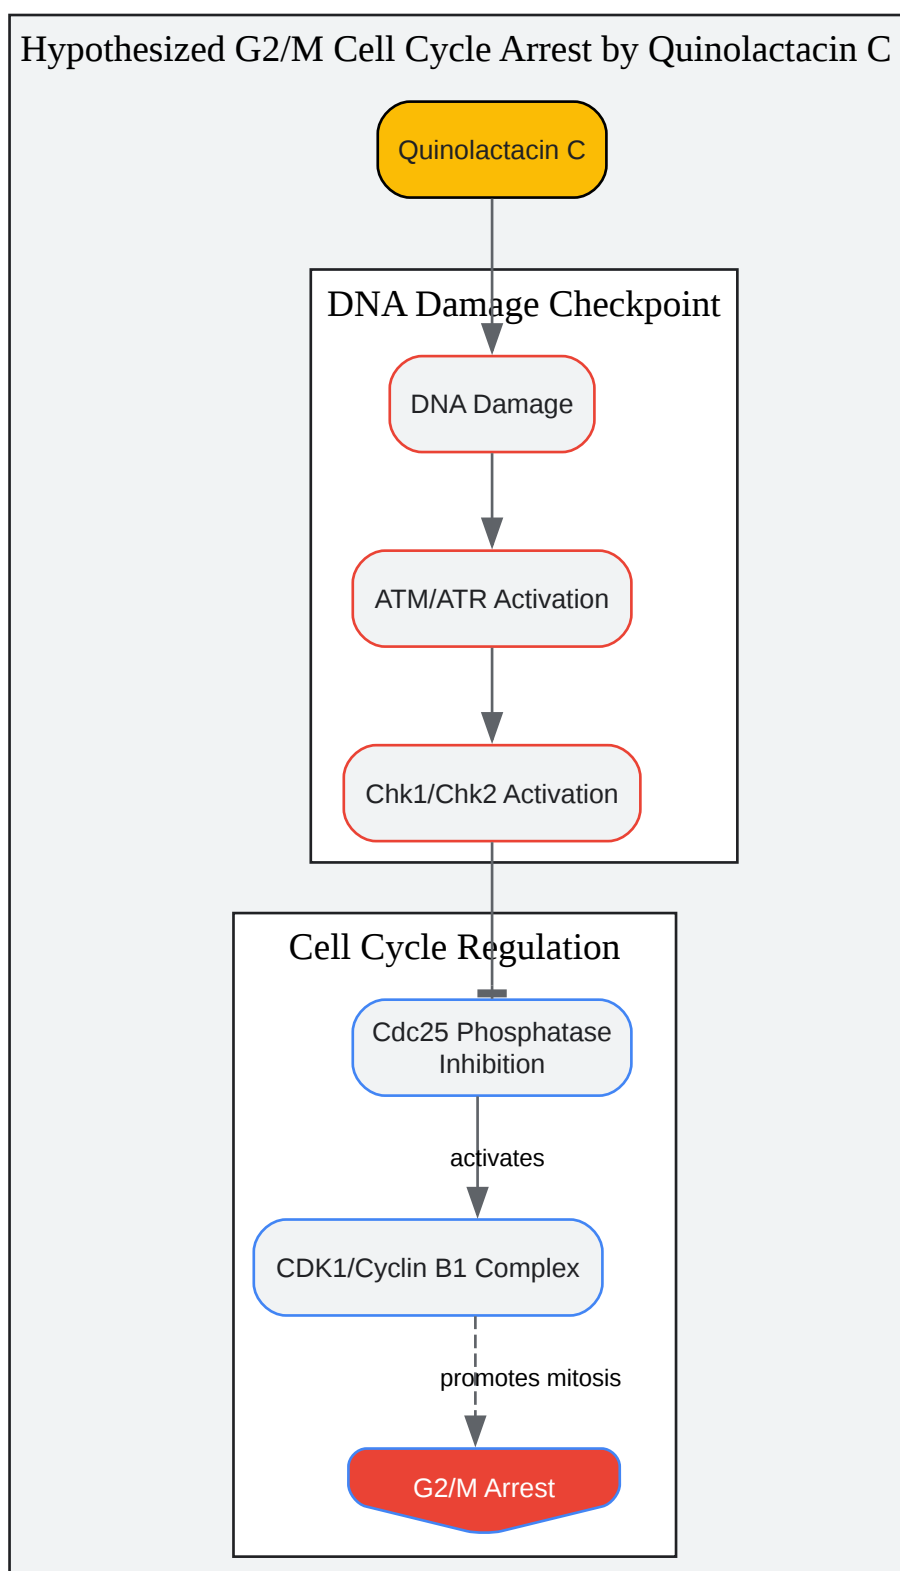 Hypothesized G2/M Cell Cycle Arrest by Quinolactacin C
Quinolactacin C
DNA Damage Checkpoint
DNA Damage
ATM/ATR Activation
Chk1/Chk2 Activation
Cell Cycle Regulation
Cdc25 Phosphatase
Inhibition
activates
CDK1/Cyclin B1 Complex
promotes mitosis
G2/M Arrest